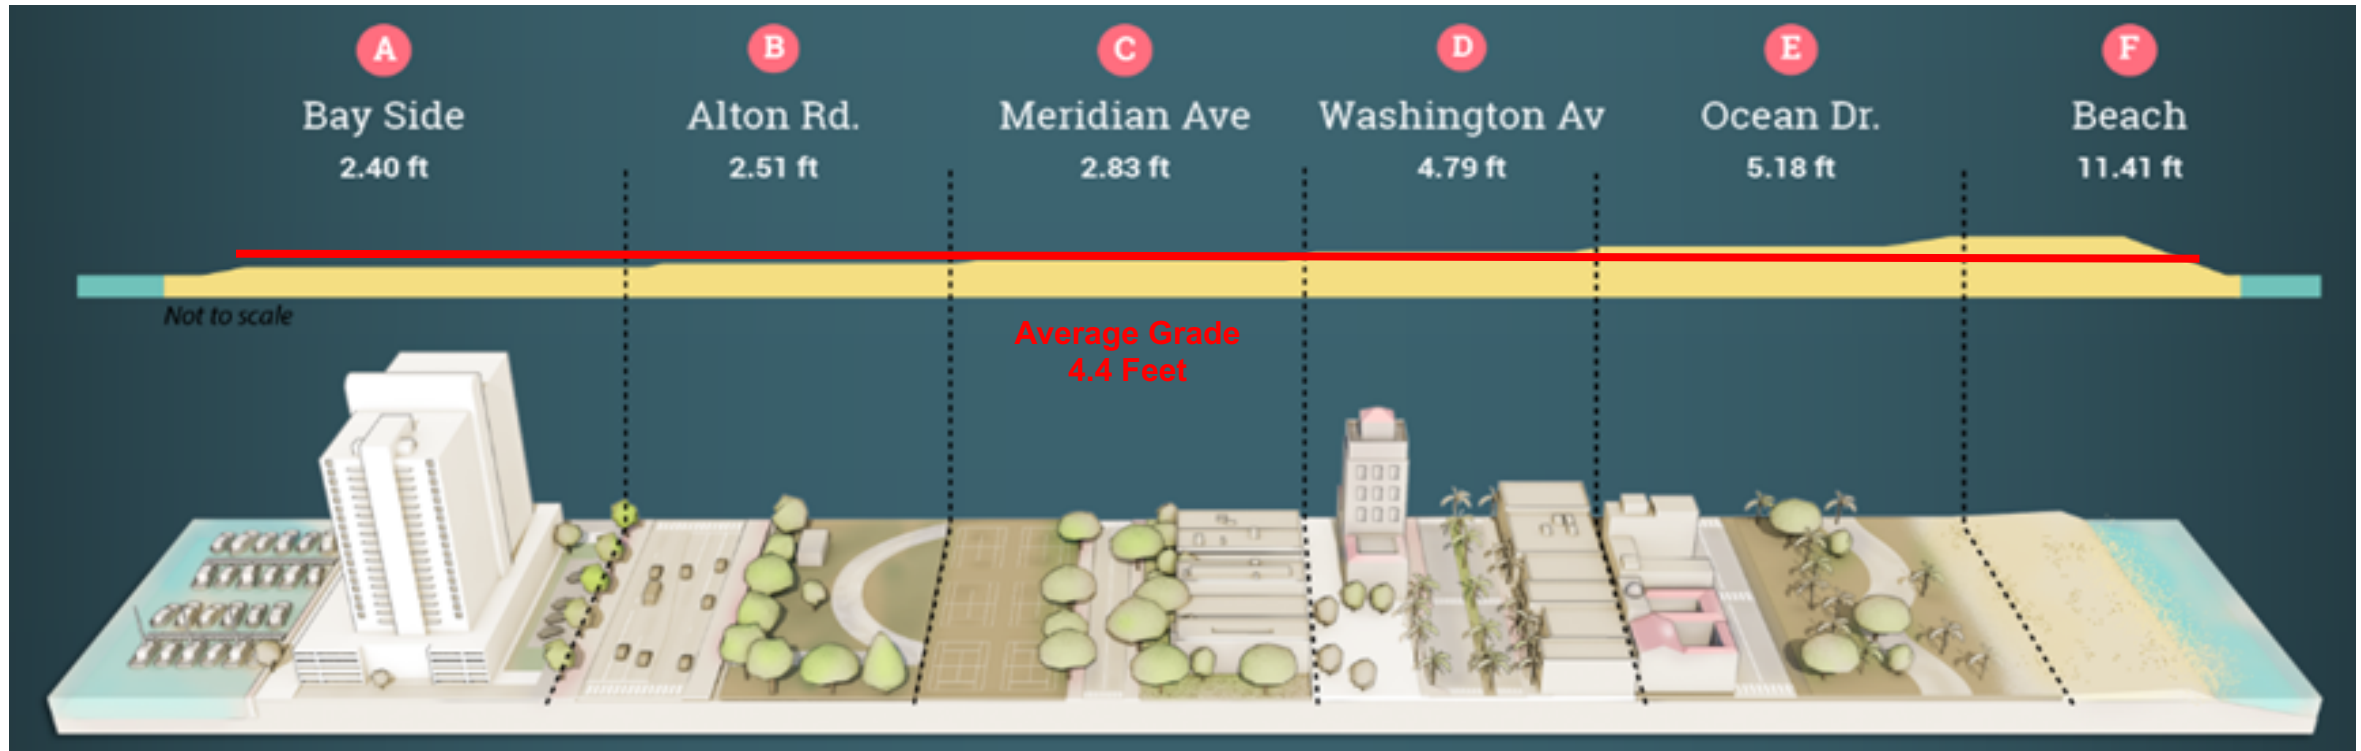 A
Bay Side
2.40 ft
B
Alton Rd.
2.51 ft
C
Meridian Ave
2.83 ft
D
Washington Av
4.79 ft
E
Ocean Dr.
5.18 ft
F
Beach
11.41 ft
Not to scale
Average Grade
4.4 Feet